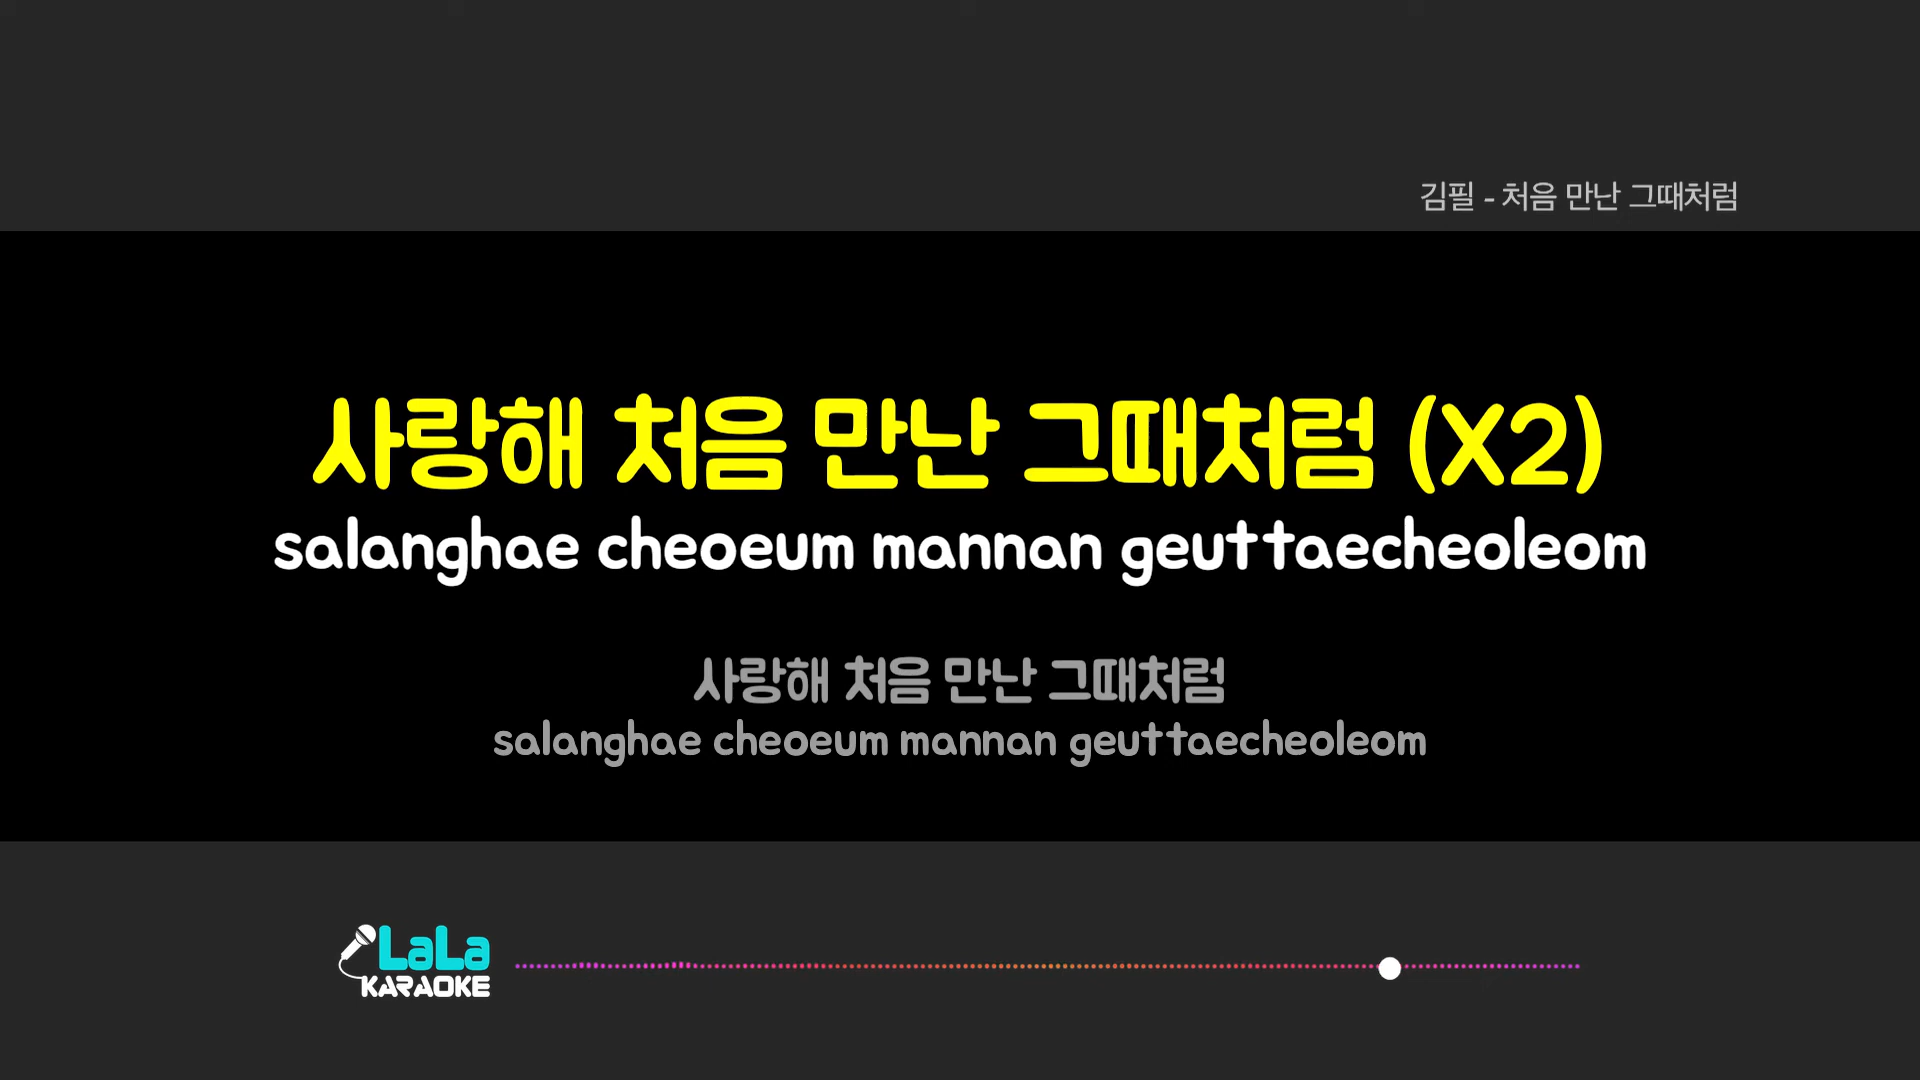 김필 - 처음 만난 그때처럼
사랑해 처음 만난 그때처럼 (X2)
salanghae cheoeum mannan geuttaecheoleom
사랑해 처음 만난 그때처럼
salanghae cheoeum mannan geuttaecheoleom
LaLa
KARAOKE